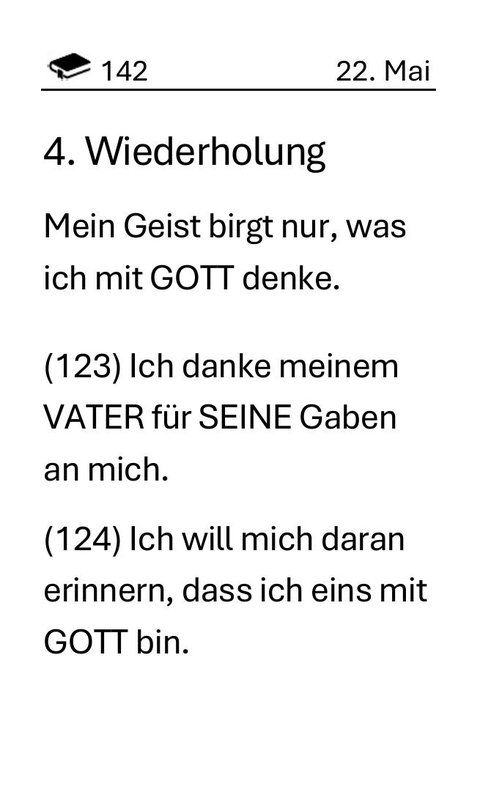 142 22. Mai
4. Wiederholung
Mein Geist birgt nur, was
ich mit GOTT denke.
(123) Ich danke meinem
VATER für SEINE Gaben
an mich.
(124) Ich will mich daran
erinnern, dass ich eins mit
GOTT bin.